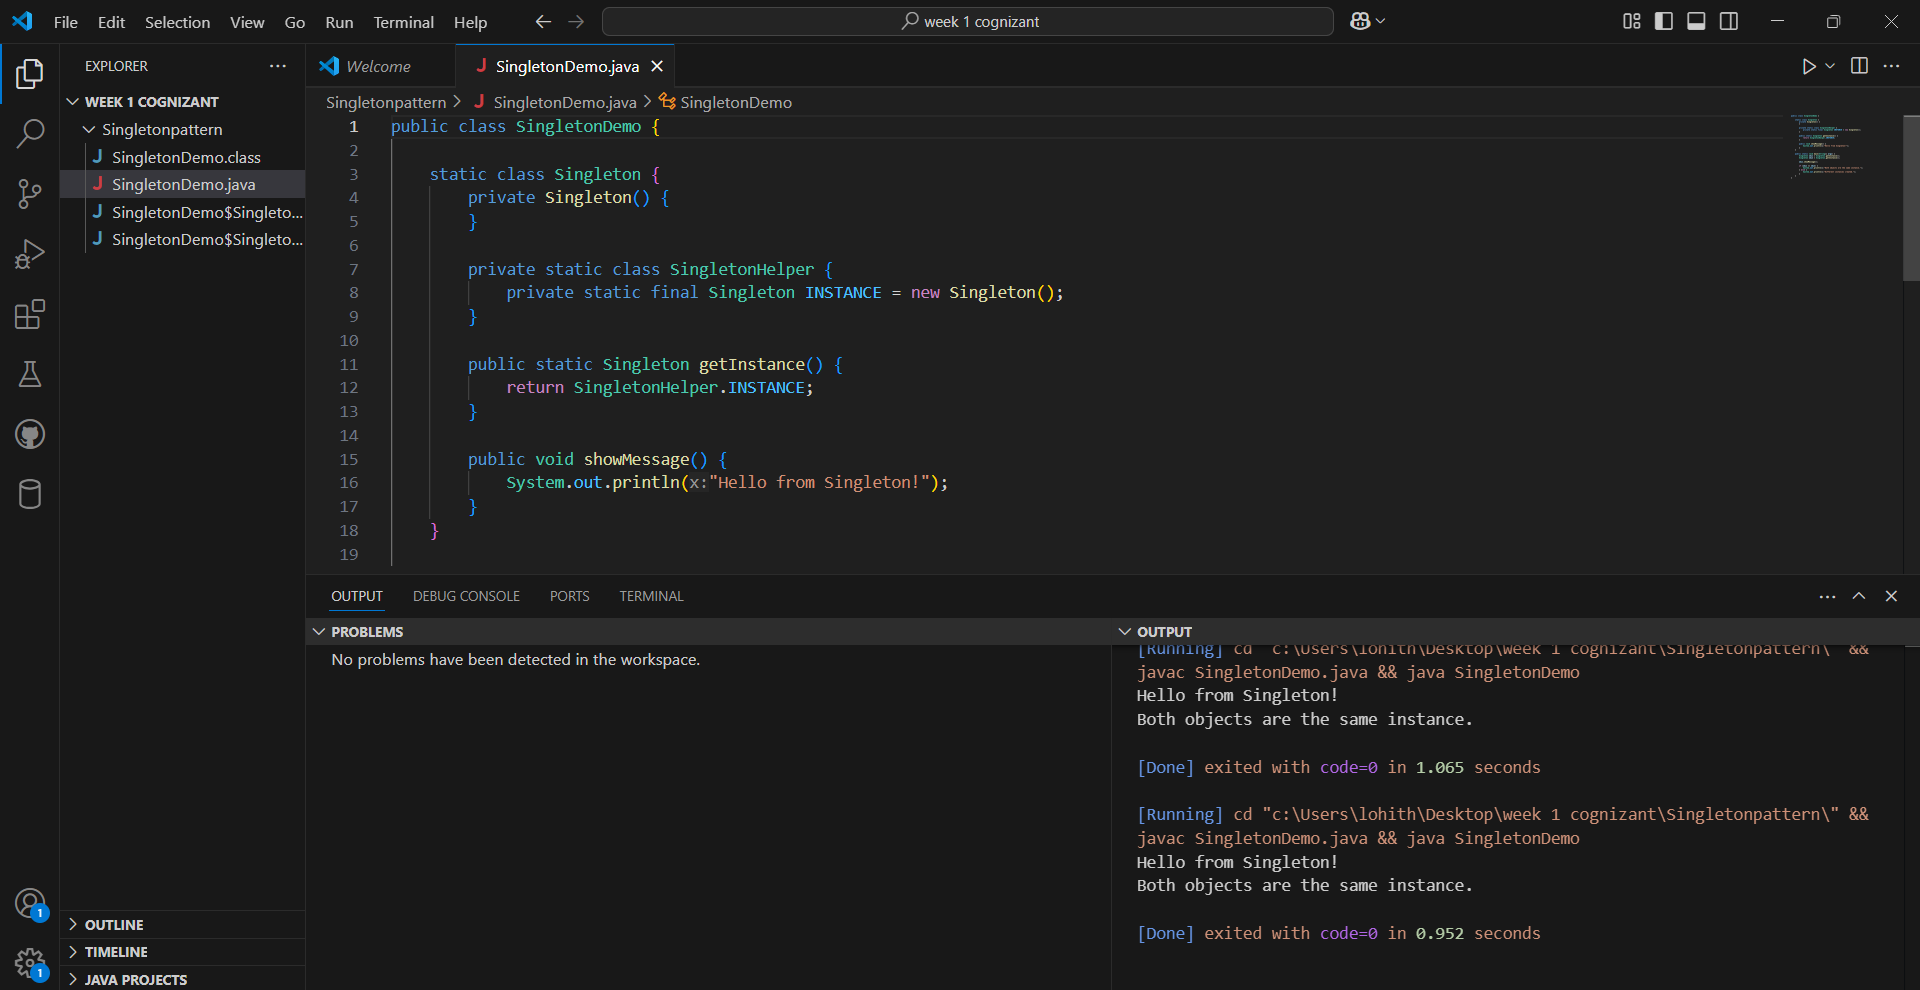 File Edit Selection View Go Run Terminal Help
week 1 cognizant
EXPLORER
WEEK 1 COGNIZANT
Singletonpattern
SingletonDemo.class
SingletonDemo.java
SingletonDemo$Singleto...
SingletonDemo$Singleto...
OUTLINE
TIMELINE
JAVA PROJECTS
1
1
Welcome
SingletonDemo.java
Singletonpattern > SingletonDemo.java > SingletonDemo
1 public class SingletonDemo {
2
3 static class Singleton {
4 private Singleton() {
5 }
6
7 private static class SingletonHelper {
8 private static final Singleton INSTANCE = new Singleton();
9 }
10
11 public static Singleton getInstance() {
12 return SingletonHelper.INSTANCE;
13 }
14
15 public void showMessage() {
16 System.out.println(x:"Hello from Singleton!");
17 }
18 }
19
OUTPUT DEBUG CONSOLE PORTS TERMINAL
PROBLEMS
No problems have been detected in the workspace.
OUTPUT
[Running] cd "c:\Users\lohith\Desktop\week 1 cognizant\Singletonpattern\" &&
javac SingletonDemo.java && java SingletonDemo
Hello from Singleton!
Both objects are the same instance.
[Done] exited with code=0 in 1.065 seconds
[Running] cd "c:\Users\lohith\Desktop\week 1 cognizant\Singletonpattern\" &&
javac SingletonDemo.java && java SingletonDemo
Hello from Singleton!
Both objects are the same instance.
[Done] exited with code=0 in 0.952 seconds